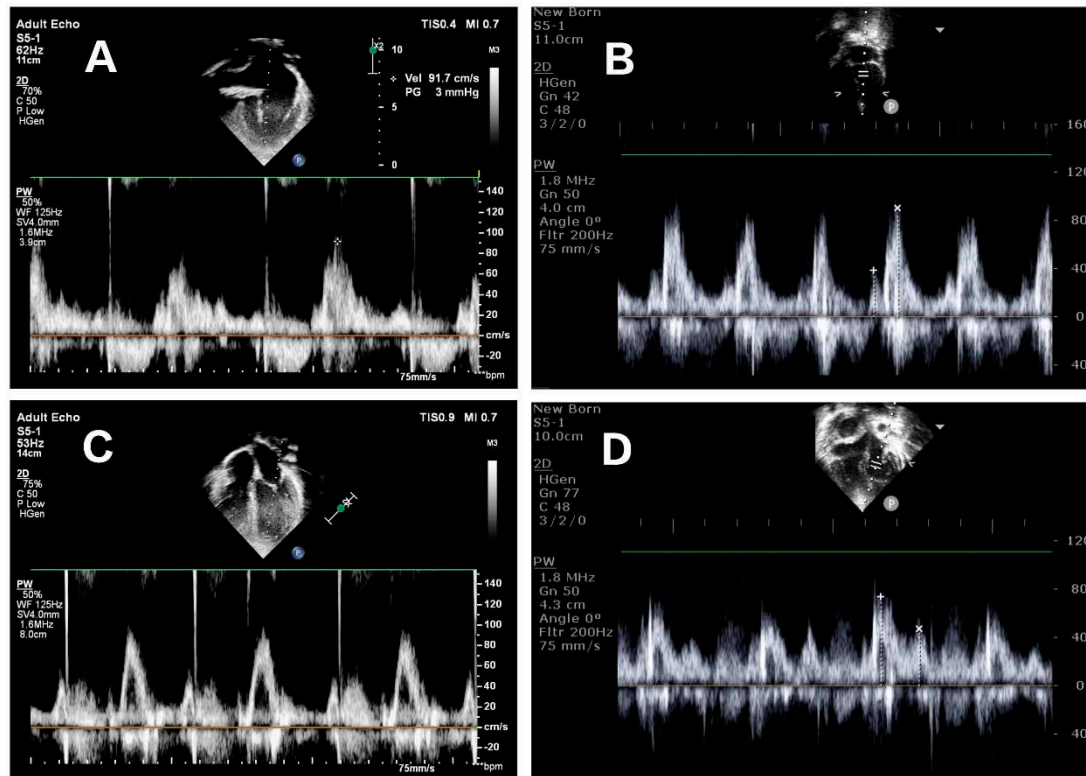 Adult Echo
TIS0.4 MI 0.7
S5-1
62Hz
11cm
A
M3
2D
70%
C 50
P Low
HGen
X2
10
5
0
Vel 91.7 cm/s
PG 3 mmHg
P
PW
50%
WF 125Hz
SV4.0mm
1.6MHz
3.9cm
140
120
100
80
60
40
20
cm/s
-20
75mm/s
bpm
New Born
S5-1
11.0cm
B
2D
HGen
Gn 42
C 48
3/2/0
P
PW
1.8 MHz
Gn 50
4.0 cm
Angle 0º
Fltr 200Hz
75 mm/s
160
120
80
40
0
40
Adult Echo
TIS0.9 MI 0.7
S5-1
53Hz
14cm
C
M3
2D
75%
C 50
P Low
HGen
P
PW
50%
WF 125Hz
SV4.0mm
1.6MHz
8.0cm
140
120
100
80
60
40
20
cm/s
-20
75mm/s
bpm
New Born
S5-1
10.0cm
D
2D
HGen
Gn 77
C 48
3/2/0
P
PW
1.8 MHz
Gn 50
4.3 cm
Angle 0º
Fltr 200Hz
75 mm/s
120
80
40
0
40